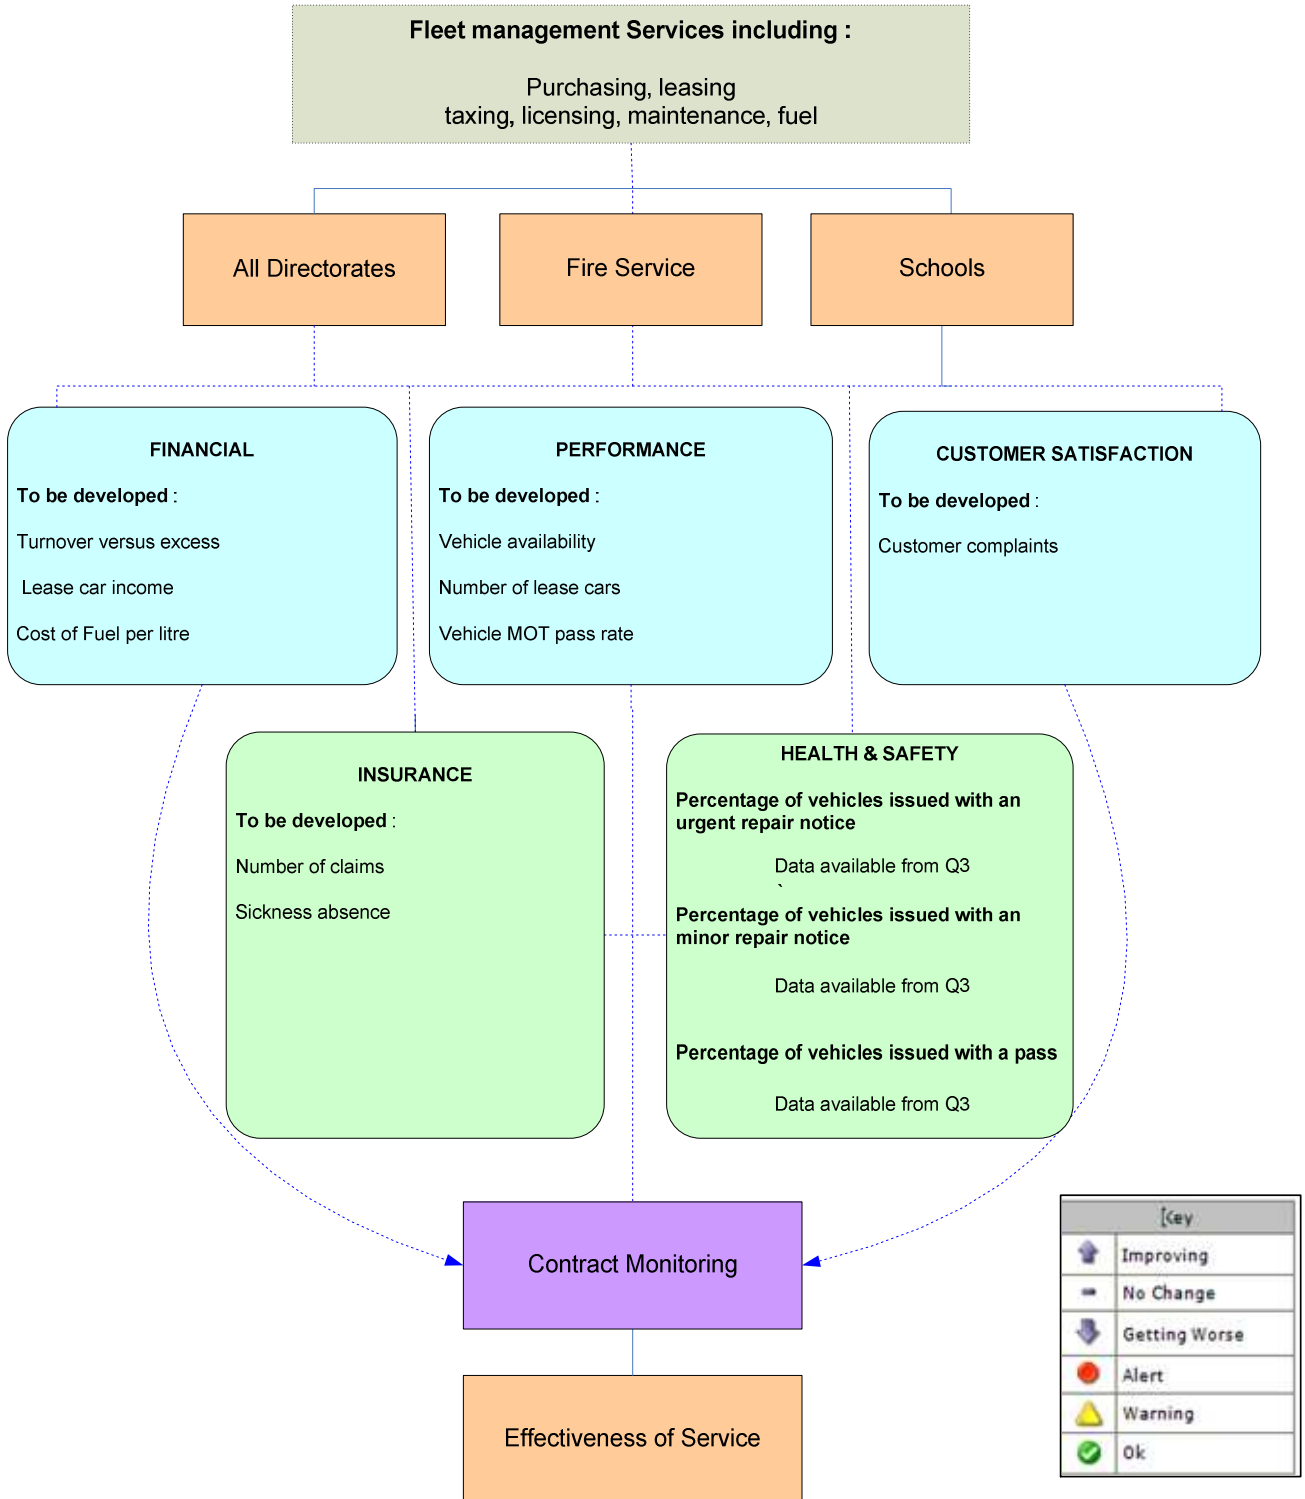 Fleet management Services including :
Purchasing, leasing
taxing, licensing, maintenance, fuel
All Directorates
Fire Service
Schools
FINANCIAL
To be developed :
Turnover versus excess
Lease car income
Cost of Fuel per litre
PERFORMANCE
To be developed :
Vehicle availability
Number of lease cars
Vehicle MOT pass rate
CUSTOMER SATISFACTION
To be developed :
Customer complaints
INSURANCE
To be developed :
Number of claims
Sickness absence
HEALTH & SAFETY
Percentage of vehicles issued with an
urgent repair notice
Data available from Q3
`
Percentage of vehicles issued with an
minor repair notice
Data available from Q3
Percentage of vehicles issued with a pass
Data available from Q3
Contract Monitoring
Effectiveness of Service
Key
Improving
No Change
Getting Worse
Alert
Warning
Ok